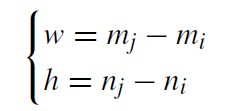 w = m_j − m_i
h = n_j − n_i